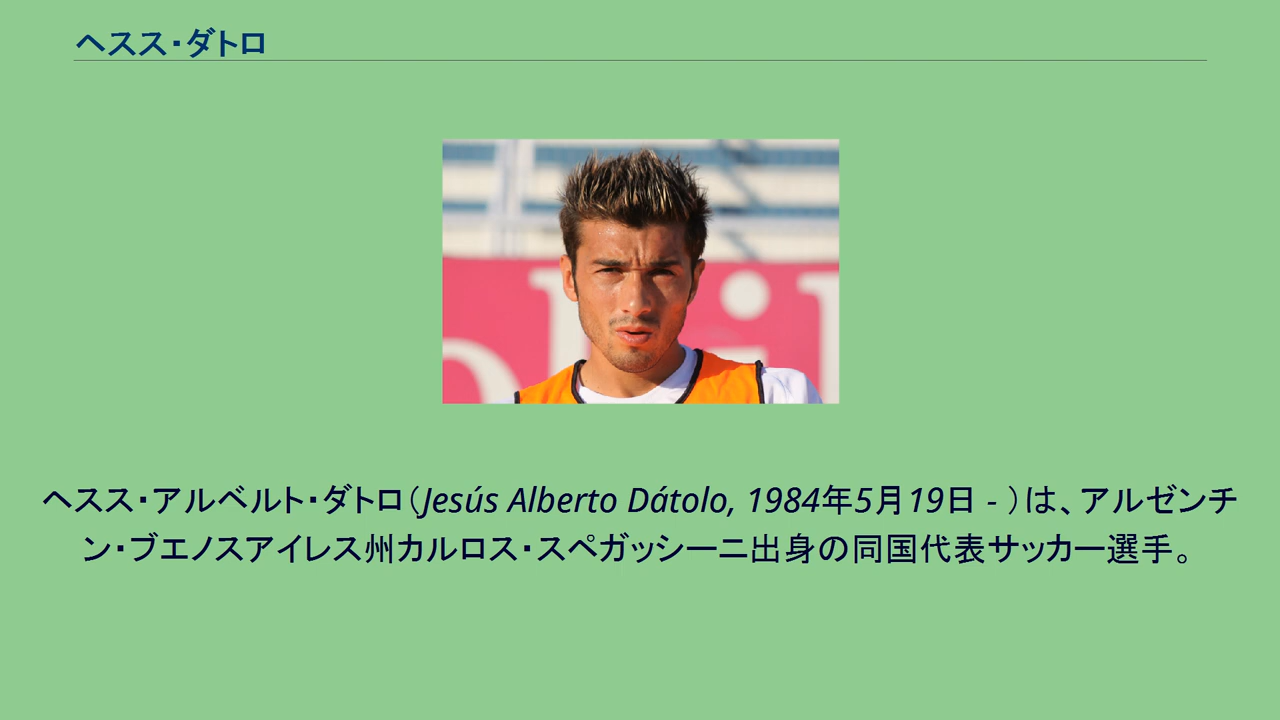 ヘスス・ダトロ
ヘスス・アルベルト・ダトロ（Jesús Alberto Dátolo, 1984年5月19日 - ）は、アルゼンチ
ン・ブエノスアイレス州カルロス・スペガッシーニ出身の同国代表サッカー選手。